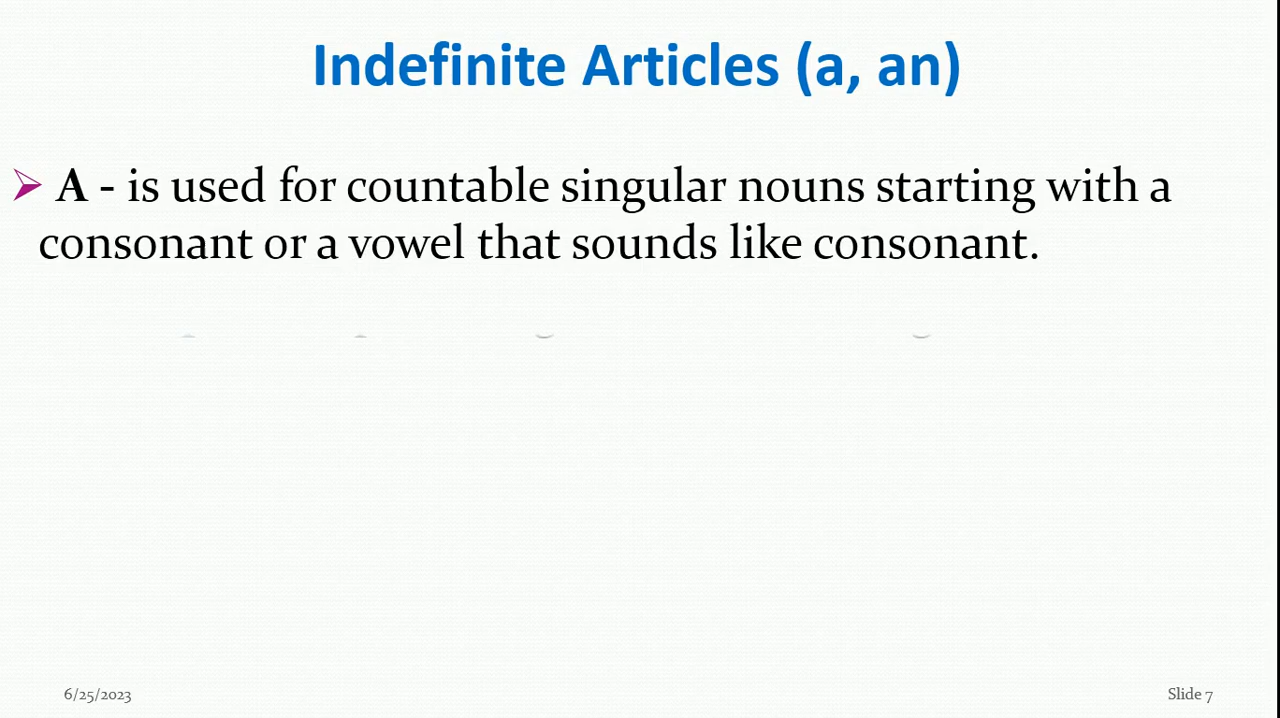 Indefinite Articles (a, an)
➢ A - is used for countable singular nouns starting with a
consonant or a vowel that sounds like consonant.
6/25/2023
Slide 7